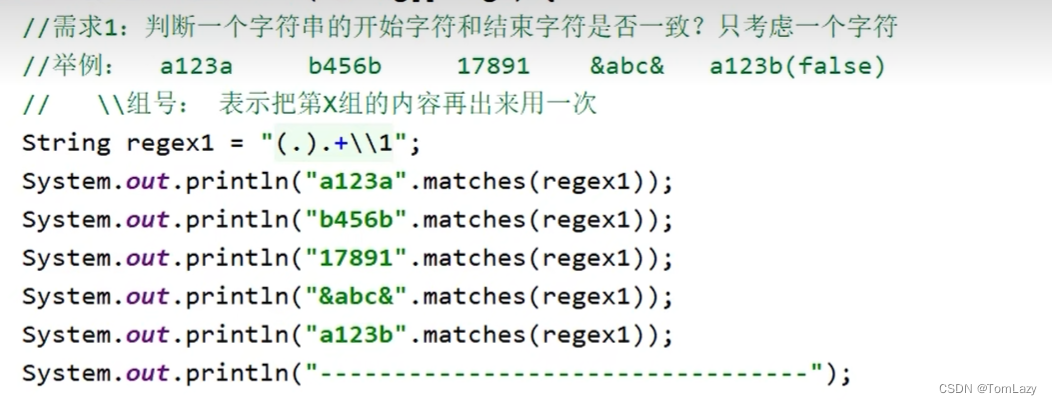 //需求1：判断一个字符串的开始字符和结束字符是否一致？只考虑一个字符
//举例： a123a b456b 17891 &abc& a123b(false)
// \\组号： 表示把第X组的内容再出来用一次
String regex1 = "(.).+\\1";
System.out.println("a123a".matches(regex1));
System.out.println("b456b".matches(regex1));
System.out.println("17891".matches(regex1));
System.out.println("&abc&".matches(regex1));
System.out.println("a123b".matches(regex1));
System.out.println("---------------------------------");
CSDN @TomLazy